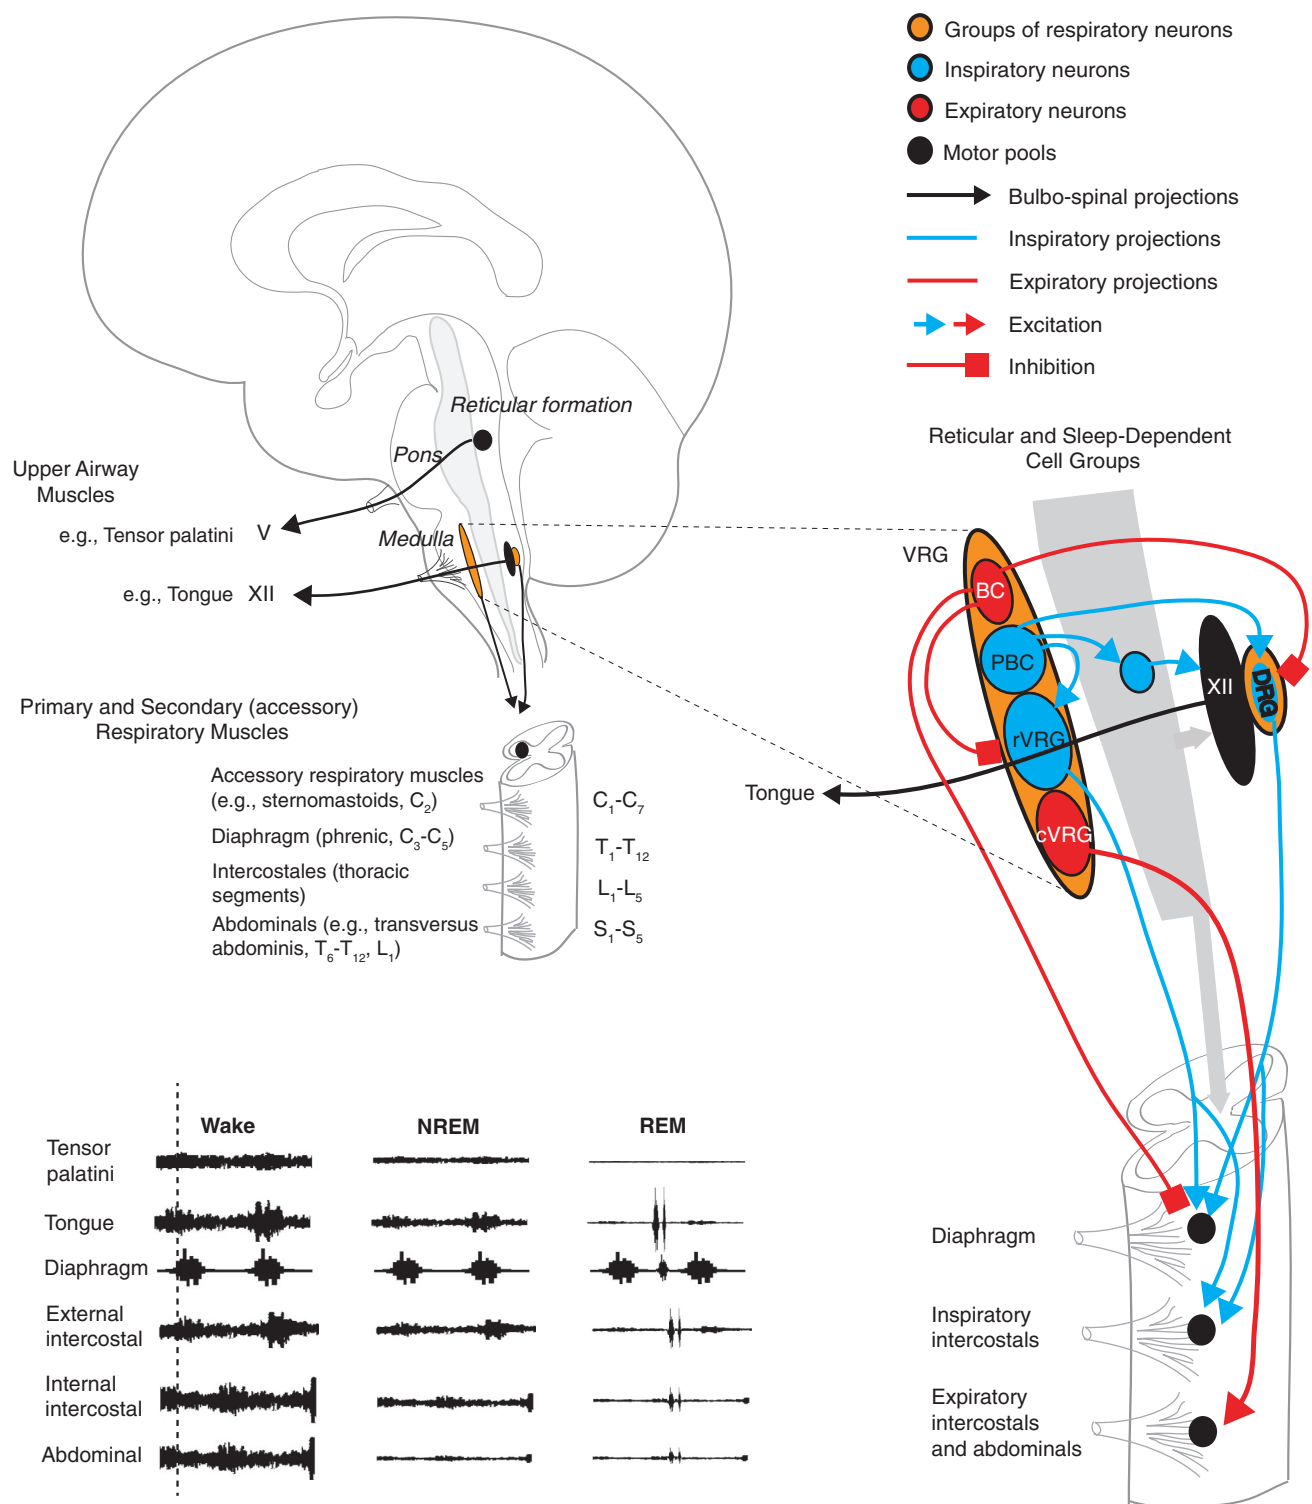 Groups of respiratory neurons
Inspiratory neurons
Expiratory neurons
Motor pools
Bulbo-spinal projections
Inspiratory projections
Expiratory projections
Excitation
Inhibition
Reticular formation
Pons
Upper Airway
Muscles
e.g., Tensor palatini V
Medulla
e.g., Tongue XII
Reticular and Sleep-Dependent
Cell Groups
VRG
BC
PBC
rVRG
cVRG
XII
DRG
Tongue
Primary and Secondary (accessory)
Respiratory Muscles
Accessory respiratory muscles
(e.g., sternomastoids, C2)
Diaphragm (phrenic, C3-C5)
Intercostales (thoracic
segments)
Abdominals (e.g., transversus
abdominis, T6-T12, L1)
C1-C7
T1-T12
L1-L5
S1-S5
Wake NREM REM
Tensor
palatini
Tongue
Diaphragm
External
intercostal
Internal
intercostal
Abdominal
Diaphragm
Inspiratory
intercostals
Expiratory
intercostals
and abdominals